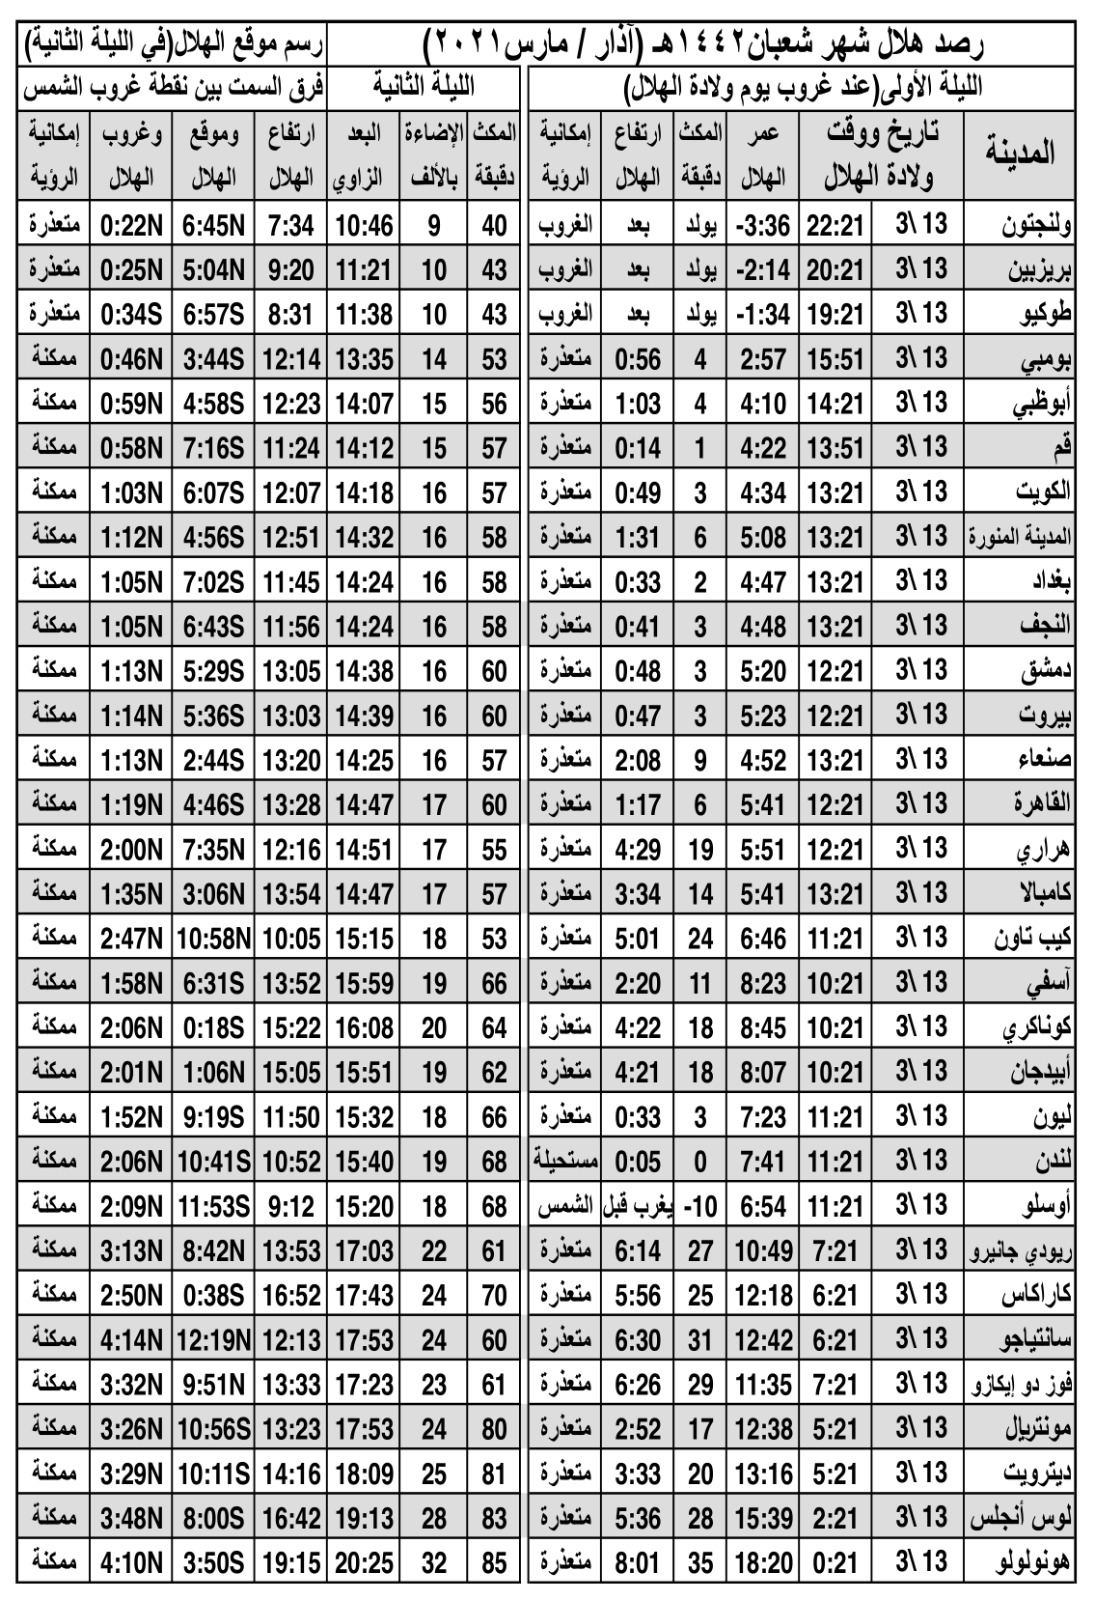 رصد هلال شهر شعبان١٤٤٢هـ (آذار / مارس٢٠٢١) رسم موقع الهلال(في الليلة الثانية)
الليلة الأولى(عند غروب يوم ولادة الهلال) الليلة الثانية فرق السمت بين نقطة غروب الشمس
المدينة تاريخ ووقت عمر المكث ارتفاع إمكانية المكث الإضاءة البعد ارتفاع وموقع وغروب إمكانية
ولادة الهلال الهلال دقيقة الهلال الرؤية دقيقة بالألف الزاوي الهلال الهلال الهلال الرؤية
ولنجتون 13\3 22:21 -3:36 يولد بعد الغروب 40 9 10:46 7:34 6:45N 0:22N متعذرة
بريزبين 13\3 20:21 -2:14 يولد بعد الغروب 43 10 11:21 9:20 5:04N 0:25N متعذرة
طوكيو 13\3 19:21 -1:34 يولد بعد الغروب 43 10 11:38 8:31 6:57S 0:34S متعذرة
بومبي 13\3 15:51 2:57 4 0:56 متعذرة 53 14 13:35 12:14 3:44S 0:46N ممكنة
أبوظبي 13\3 14:21 4:10 4 1:03 متعذرة 56 15 14:07 12:23 4:58S 0:59N ممكنة
قم 13\3 13:51 4:22 1 0:14 متعذرة 57 15 14:12 11:24 7:16S 0:58N ممكنة
الكويت 13\3 13:21 4:34 3 0:49 متعذرة 57 16 14:18 12:07 6:07S 1:03N ممكنة
المدينة المنورة 13\3 13:21 5:08 6 1:31 متعذرة 58 16 14:32 12:51 4:56S 1:12N ممكنة
بغداد 13\3 13:21 4:47 2 0:33 متعذرة 58 16 14:24 11:45 7:02S 1:05N ممكنة
النجف 13\3 13:21 4:48 3 0:41 متعذرة 58 16 14:24 11:56 6:43S 1:05N ممكنة
دمشق 13\3 12:21 5:20 3 0:48 متعذرة 60 16 14:38 13:05 5:29S 1:13N ممكنة
بيروت 13\3 12:21 5:23 3 0:47 متعذرة 60 16 14:39 13:03 5:36S 1:14N ممكنة
صنعاء 13\3 13:21 4:52 9 2:08 متعذرة 57 16 14:25 13:20 2:44S 1:13N ممكنة
القاهرة 13\3 12:21 5:41 6 1:17 متعذرة 60 17 14:47 13:28 4:46S 1:19N ممكنة
هراري 13\3 12:21 5:51 19 4:29 متعذرة 55 17 14:51 12:16 7:35N 2:00N ممكنة
كامبالا 13\3 13:21 5:41 14 3:34 متعذرة 57 17 14:47 13:54 3:06N 1:35N ممكنة
كيب تاون 13\3 11:21 6:46 24 5:01 متعذرة 53 18 15:15 10:05 10:58N 2:47N ممكنة
آسفي 13\3 10:21 8:23 11 2:20 متعذرة 66 19 15:59 13:52 6:31S 1:58N ممكنة
كوناكري 13\3 10:21 8:45 18 4:22 متعذرة 64 20 16:08 15:22 0:18S 2:06N ممكنة
أبيدجان 13\3 10:21 8:07 18 4:21 متعذرة 62 19 15:51 15:05 1:06N 2:01N ممكنة
ليون 13\3 11:21 7:23 3 0:33 متعذرة 66 18 15:32 11:50 9:19S 1:52N ممكنة
لندن 13\3 11:21 7:41 0 0:05 مستحيلة 68 19 15:40 10:52 10:41S 2:06N ممكنة
أوسلو 13\3 11:21 6:54 -10 يغرب قبل الشمس 68 18 15:20 9:12 11:53S 2:09N ممكنة
ريودي جانيرو 13\3 7:21 10:49 27 6:14 متعذرة 61 22 17:03 13:53 8:42N 3:13N ممكنة
كاراكاس 13\3 6:21 12:18 25 5:56 متعذرة 70 24 17:43 16:52 0:38S 2:50N ممكنة
سانتياجو 13\3 6:21 12:42 31 6:30 متعذرة 60 24 17:53 12:13 12:19N 4:14N ممكنة
فوز دو إيكازو 13\3 7:21 11:35 29 6:26 متعذرة 61 23 17:23 13:33 9:51N 3:32N ممكنة
مونتريال 13\3 5:21 12:38 17 2:52 متعذرة 80 24 17:53 13:23 10:56S 3:26N ممكنة
ديترويت 13\3 5:21 13:16 20 3:33 متعذرة 81 25 18:09 14:16 10:11S 3:29N ممكنة
لوس أنجلس 13\3 2:21 15:39 28 5:36 متعذرة 83 28 19:13 16:42 8:00S 3:48N ممكنة
هونولولو 13\3 0:21 18:20 35 8:01 متعذرة 85 32 20:25 19:15 3:50S 4:10N ممكنة